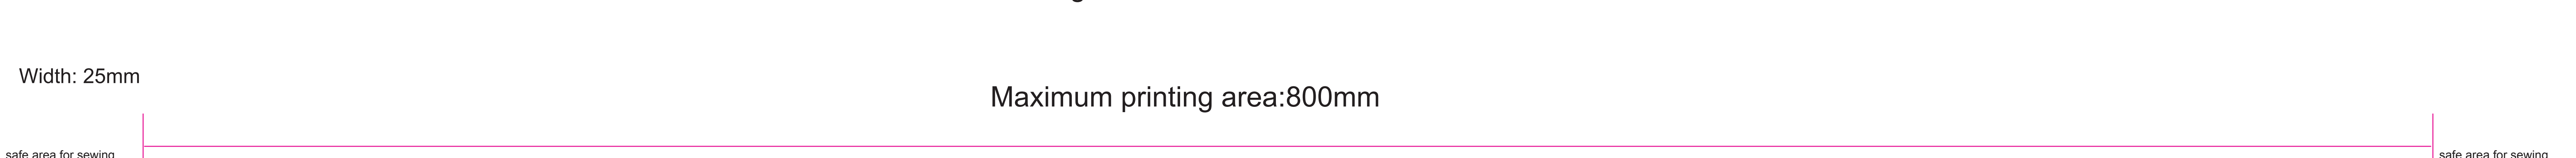 Width: 25mm
Maximum printing area:800mm
safe area for sewing
safe area for sewing